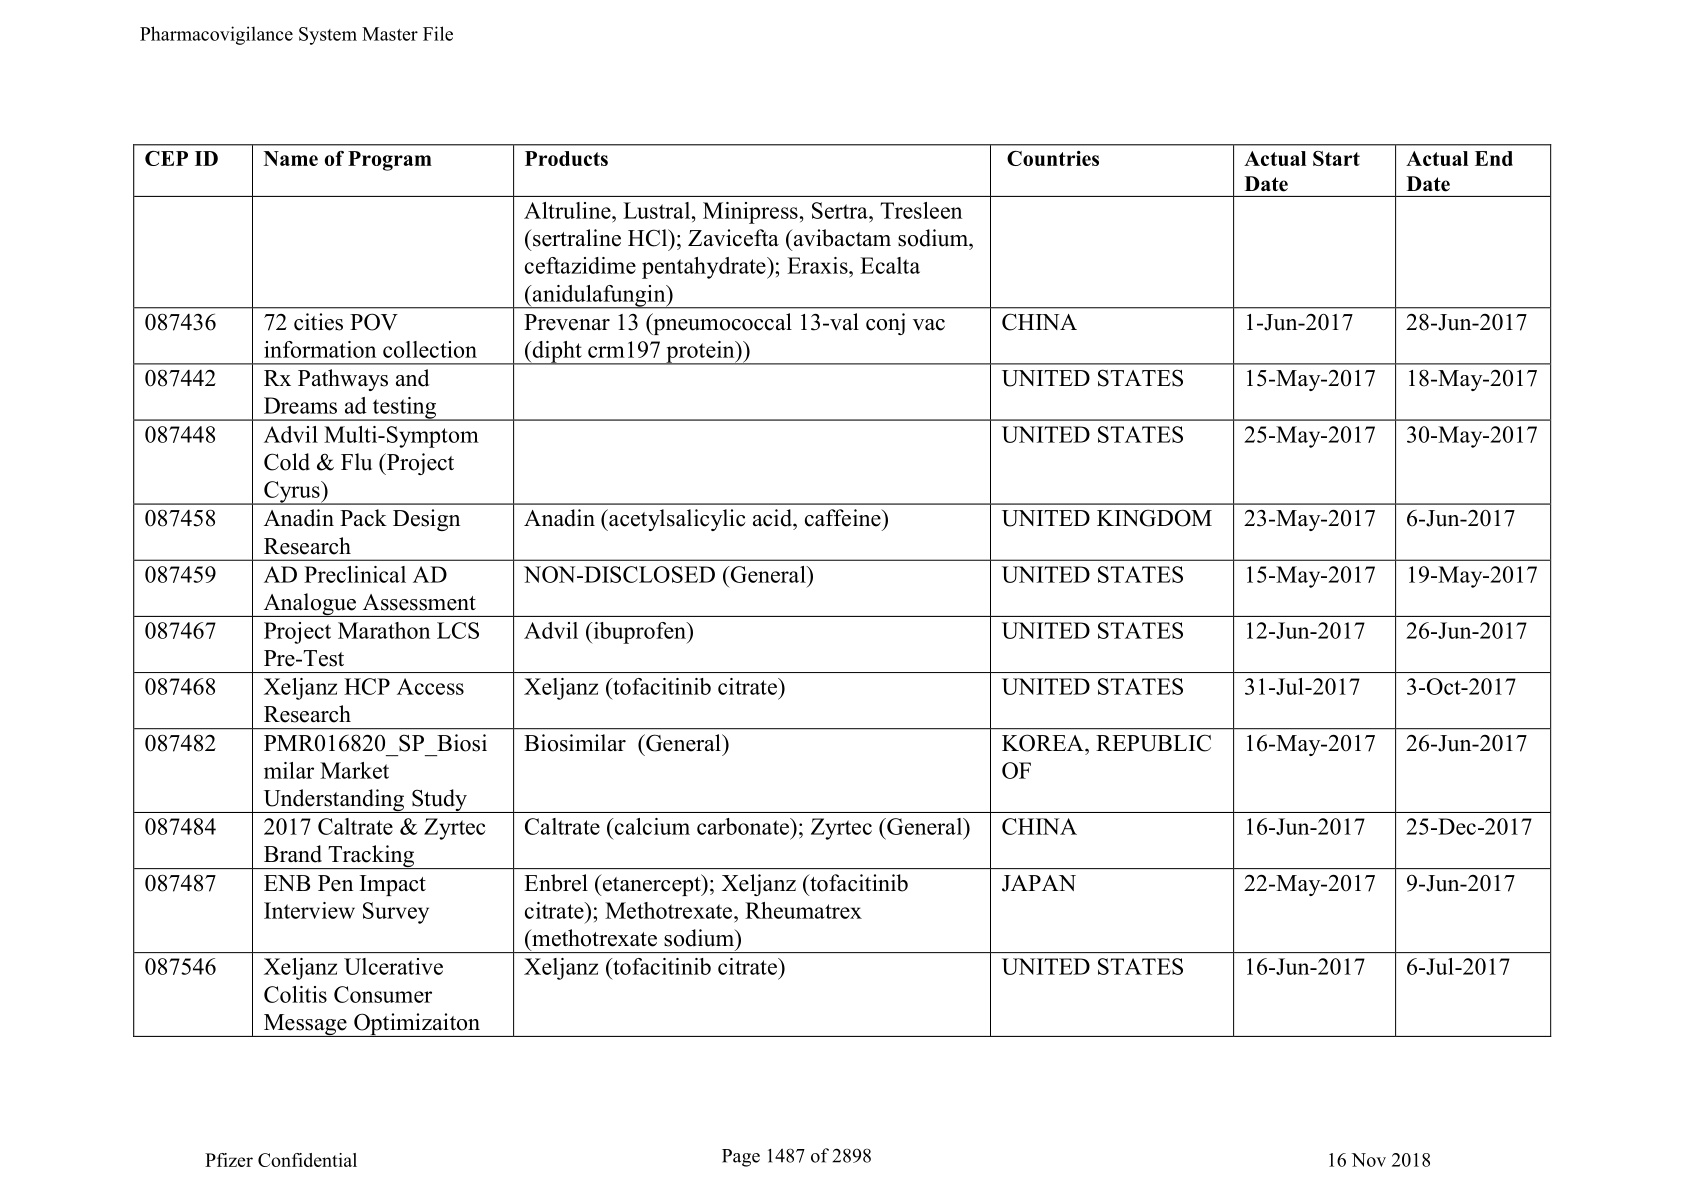 Pharmacovigilance System Master File
CEP ID Name of Program Products Countries Actual Start Date Actual End Date
Altruline, Lustral, Minipress, Sertra, Tresleen
(sertraline HCl); Zavicefta (avibactam sodium,
ceftazidime pentahydrate); Eraxis, Ecalta
(anidulafungin)
087436 72 cities POV Prevenar 13 (pneumococcal 13-val conj vac CHINA 1-Jun-2017 28-Jun-2017
information collection (dipht crm197 protein))
087442 Rx Pathways and UNITED STATES 15-May-2017 18-May-2017
Dreams ad testing
087448 Advil Multi-Symptom UNITED STATES 25-May-2017 30-May-2017
Cold & Flu (Project
Cyrus)
087458 Anadin Pack Design Anadin (acetylsalicylic acid, caffeine) UNITED KINGDOM 23-May-2017 6-Jun-2017
Research
087459 AD Preclinical AD NON-DISCLOSED (General) UNITED STATES 15-May-2017 19-May-2017
Analogue Assessment
087467 Project Marathon LCS Advil (ibuprofen) UNITED STATES 12-Jun-2017 26-Jun-2017
Pre-Test
087468 Xeljanz HCP Access Xeljanz (tofacitinib citrate) UNITED STATES 31-Jul-2017 3-Oct-2017
Research
087482 PMR016820_SP_Biosi Biosimilar (General) KOREA, REPUBLIC 16-May-2017 26-Jun-2017
milar Market OF
Understanding Study
087484 2017 Caltrate & Zyrtec Caltrate (calcium carbonate); Zyrtec (General) CHINA 16-Jun-2017 25-Dec-2017
Brand Tracking
087487 ENB Pen Impact Enbrel (etanercept); Xeljanz (tofacitinib JAPAN 22-May-2017 9-Jun-2017
Interview Survey citrate); Methotrexate, Rheumatrex
(methotrexate sodium)
087546 Xeljanz Ulcerative Xeljanz (tofacitinib citrate) UNITED STATES 16-Jun-2017 6-Jul-2017
Colitis Consumer
Message Optimizaiton
Pfizer Confidential Page 1487 of 2898 16 Nov 2018